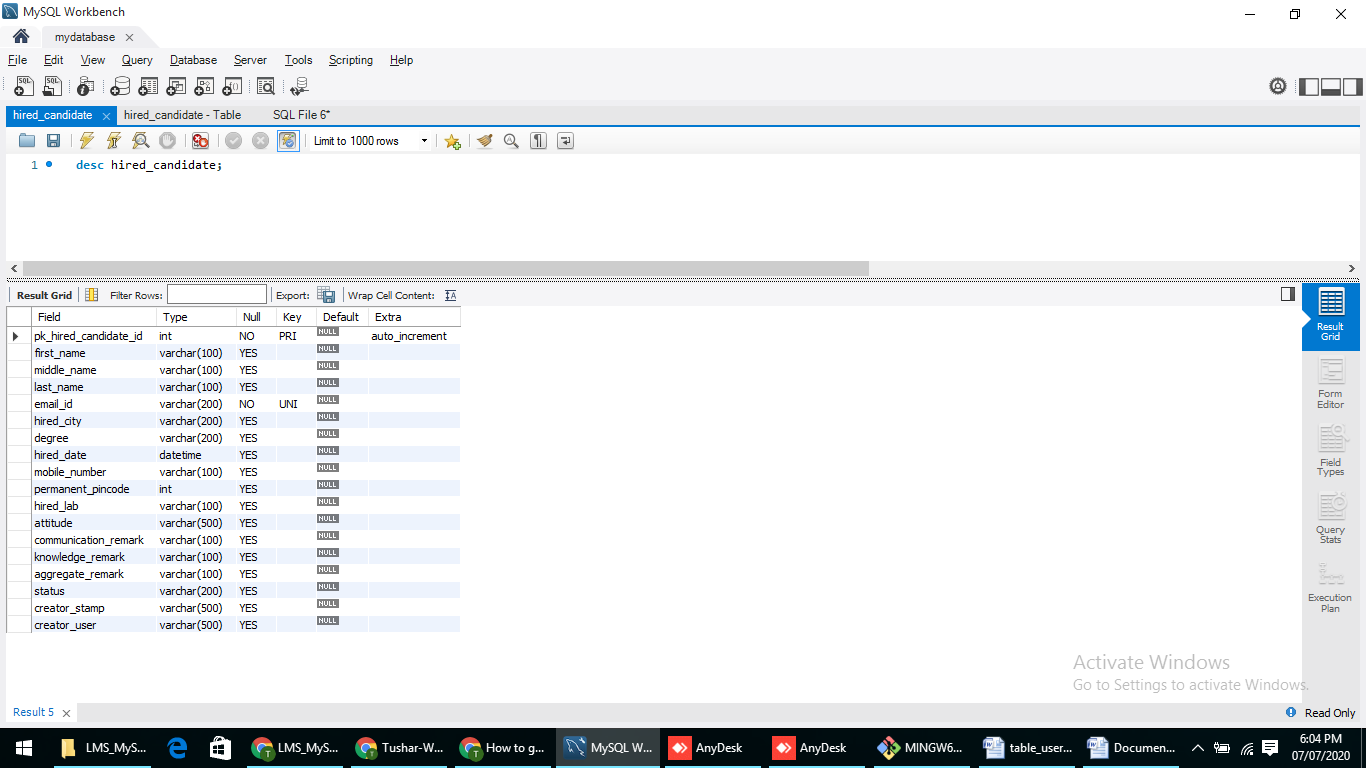 MySQL Workbench
mydatabase
File Edit View Query Database Server Tools Scripting Help
hired_candidate hired_candidate - Table SQL File 6*
Limit to 1000 rows
1 desc hired_candidate;
Result Grid Filter Rows: Export: Wrap Cell Content:
Field Type Null Key Default Extra
pk_hired_candidate_id int NO PRI NULL auto_increment
first_name varchar(100) YES NULL
middle_name varchar(100) YES NULL
last_name varchar(100) YES NULL
email_id varchar(200) NO UNI NULL
hired_city varchar(200) YES NULL
degree varchar(200) YES NULL
hired_date datetime YES NULL
mobile_number varchar(100) YES NULL
permanent_pincode int YES NULL
hired_lab varchar(100) YES NULL
attitude varchar(500) YES NULL
communication_remark varchar(100) YES NULL
knowledge_remark varchar(100) YES NULL
aggregate_remark varchar(100) YES NULL
status varchar(200) YES NULL
creator_stamp varchar(500) YES NULL
creator_user varchar(500) YES NULL
Result
Grid
Form
Editor
Field
Types
Query
Stats
Execution
Plan
Activate Windows
Go to Settings to activate Windows.
Result 5 Read Only
LMS_MyS... LMS_MyS... Tushar-W... How to g... MySQL W... AnyDesk AnyDesk MINGW6... table_user... Documen...
6:04 PM
07/07/2020